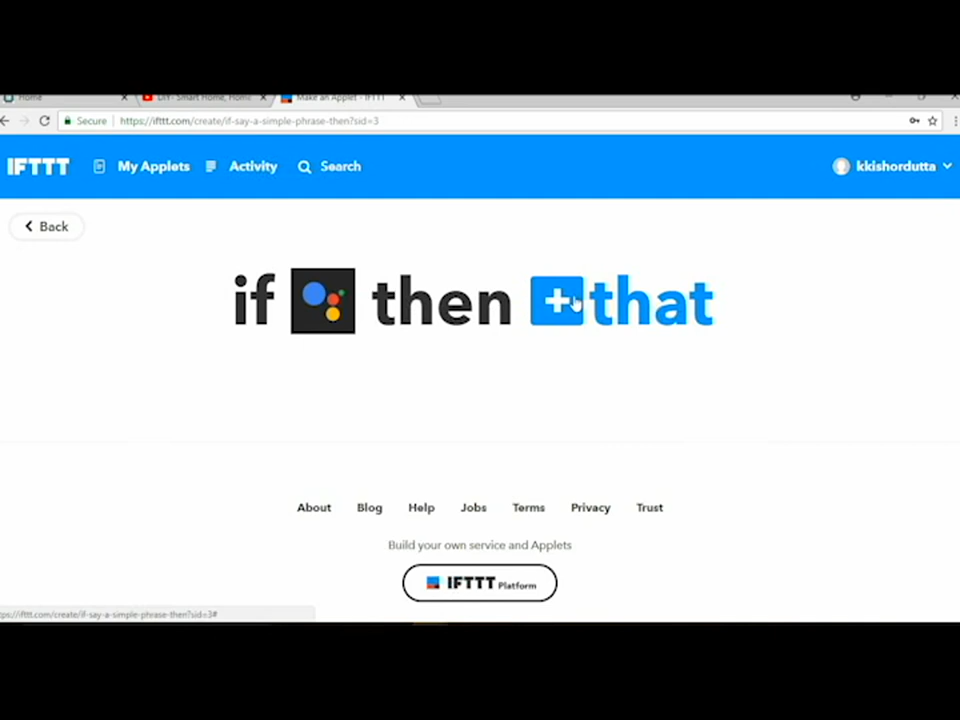 Home
DIY- Smart Home, Home
Make an Applet - IFTTT
Secure
https://ifttt.com/create/if-say-a-simple-phrase-then?sid=3
IFTTT
My Applets
Activity
Search
kkishordutta
Back
if then that
About
Blog
Help
Jobs
Terms
Privacy
Trust
Build your own service and Applets
IFTTT Platform
ps://ifttt.com/create/if-say-a-simple-phrase-then?sid=3#